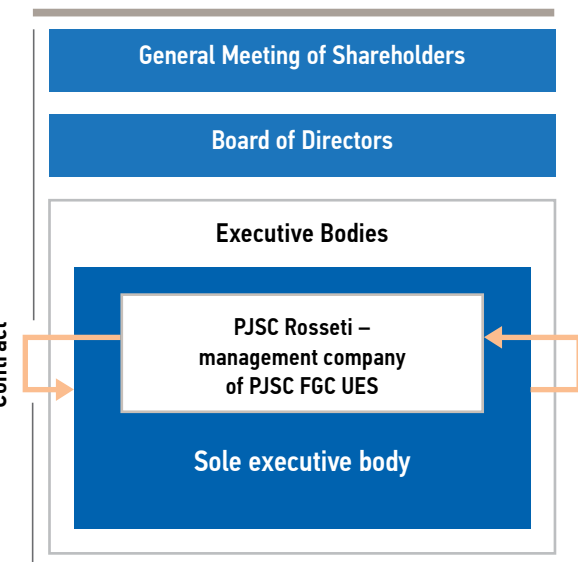 General Meeting of Shareholders
Board of Directors
Executive Bodies
PJSC Rosseti –
management company
of PJSC FGC UES
Sole executive body
Contract